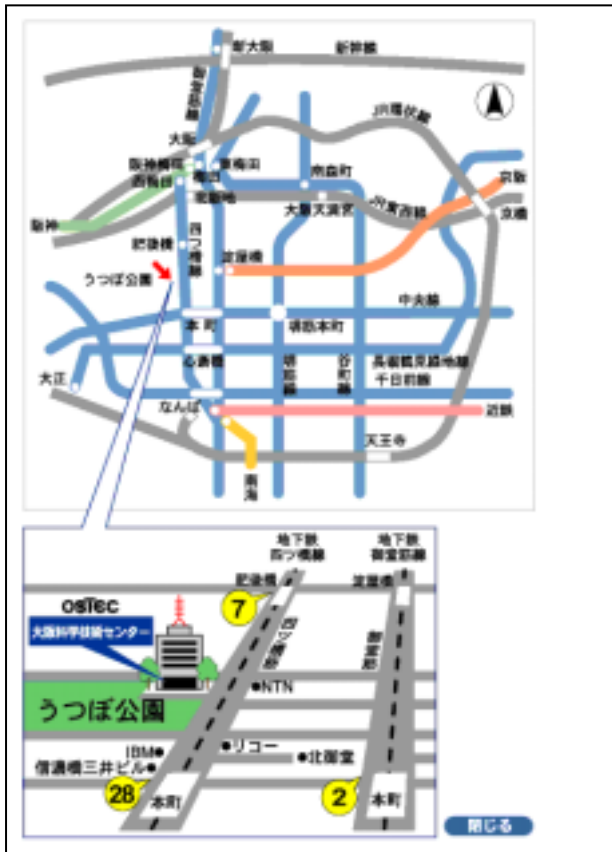 新大阪
新幹線
御堂筋線
JR環状線
大阪
阪神梅田
東梅田
梅田
西梅田
南森町
京阪
北新地
大阪天満宮
JR東西線
京橋
阪神
四つ橋線
肥後橋
淀屋橋
うつぼ公園
中央線
本町
堺筋本町
心斎橋
堺筋線
谷町線
長堀鶴見緑地線
千日前線
大正
なんば
近鉄
天王寺
南海
地下鉄
四つ橋線
地下鉄
御堂筋線
肥後橋
淀屋橋
OSTEC
7
大阪科学技術センター
四ツ橋筋
御堂筋
NTN
うつぼ公園
IBM
リコー
北御堂
信濃橋三井ビル
28
本町
2
本町
閉じる